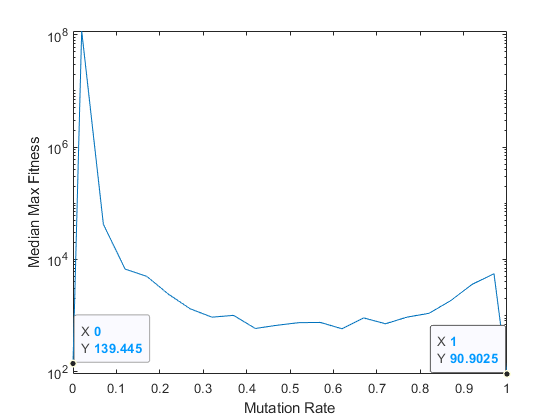 10^8
10^6
10^4
10^2
Median Max Fitness
X 0
Y 139.445
X 1
Y 90.9025
0 0.1 0.2 0.3 0.4 0.5 0.6 0.7 0.8 0.9 1
Mutation Rate